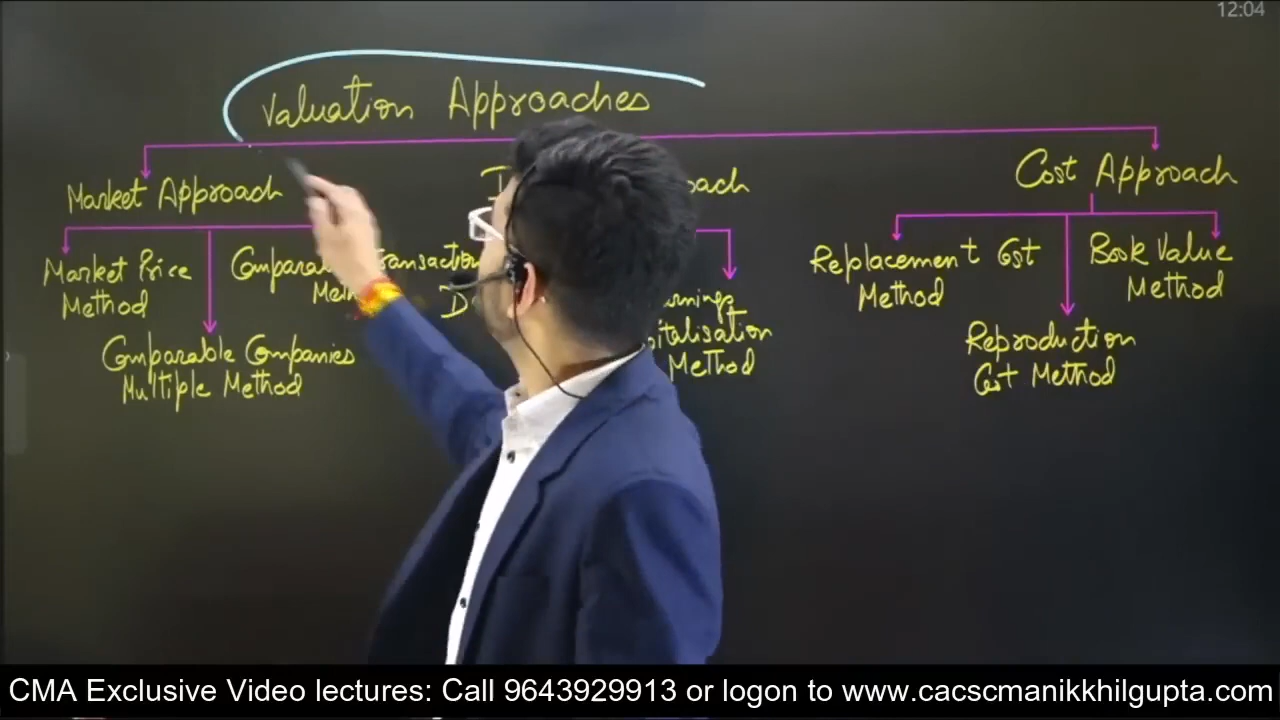 12:04
Valuation Approaches
Market Approach
Cost Approach
Market Price
Method
Comparable Companies
Multiple Method
Method
Replacement Cost
Method
Book Value
Method
Reproduction
Cost Method
CMA Exclusive Video lectures: Call 9643929913 or logon to www.cacscmanikkhilgupta.com